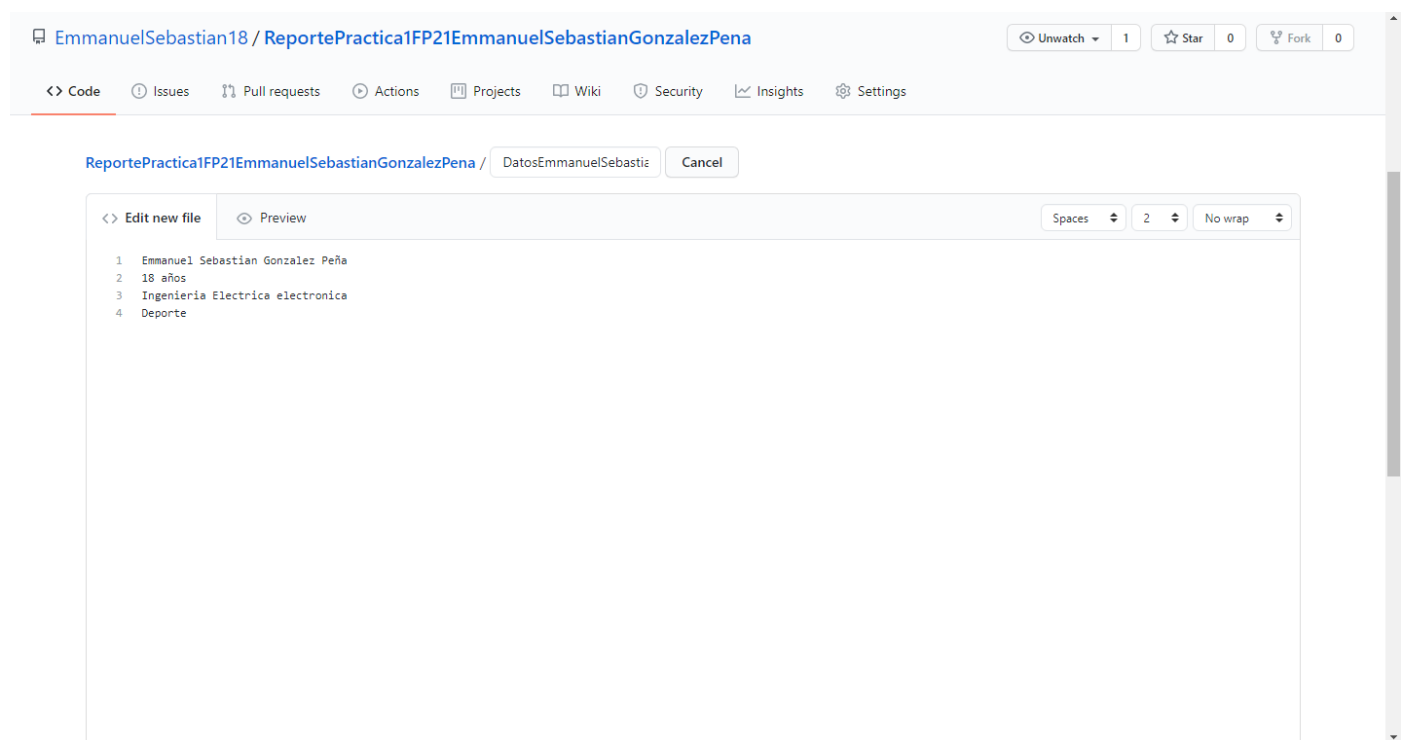 EmmanuelSebastian18 / ReportePractica1FP21EmmanuelSebastianGonzalezPena
Unwatch 1 Star 0 Fork 0
Code Issues Pull requests Actions Projects Wiki Security Insights Settings
ReportePractica1FP21EmmanuelSebastianGonzalezPena / DatosEmmanuelSebastia Cancel
<> Edit new file Preview Spaces 2 No wrap
1 Emmanuel Sebastian Gonzalez Peña
2 18 años
3 Ingenieria Electrica electronica
4 Deporte